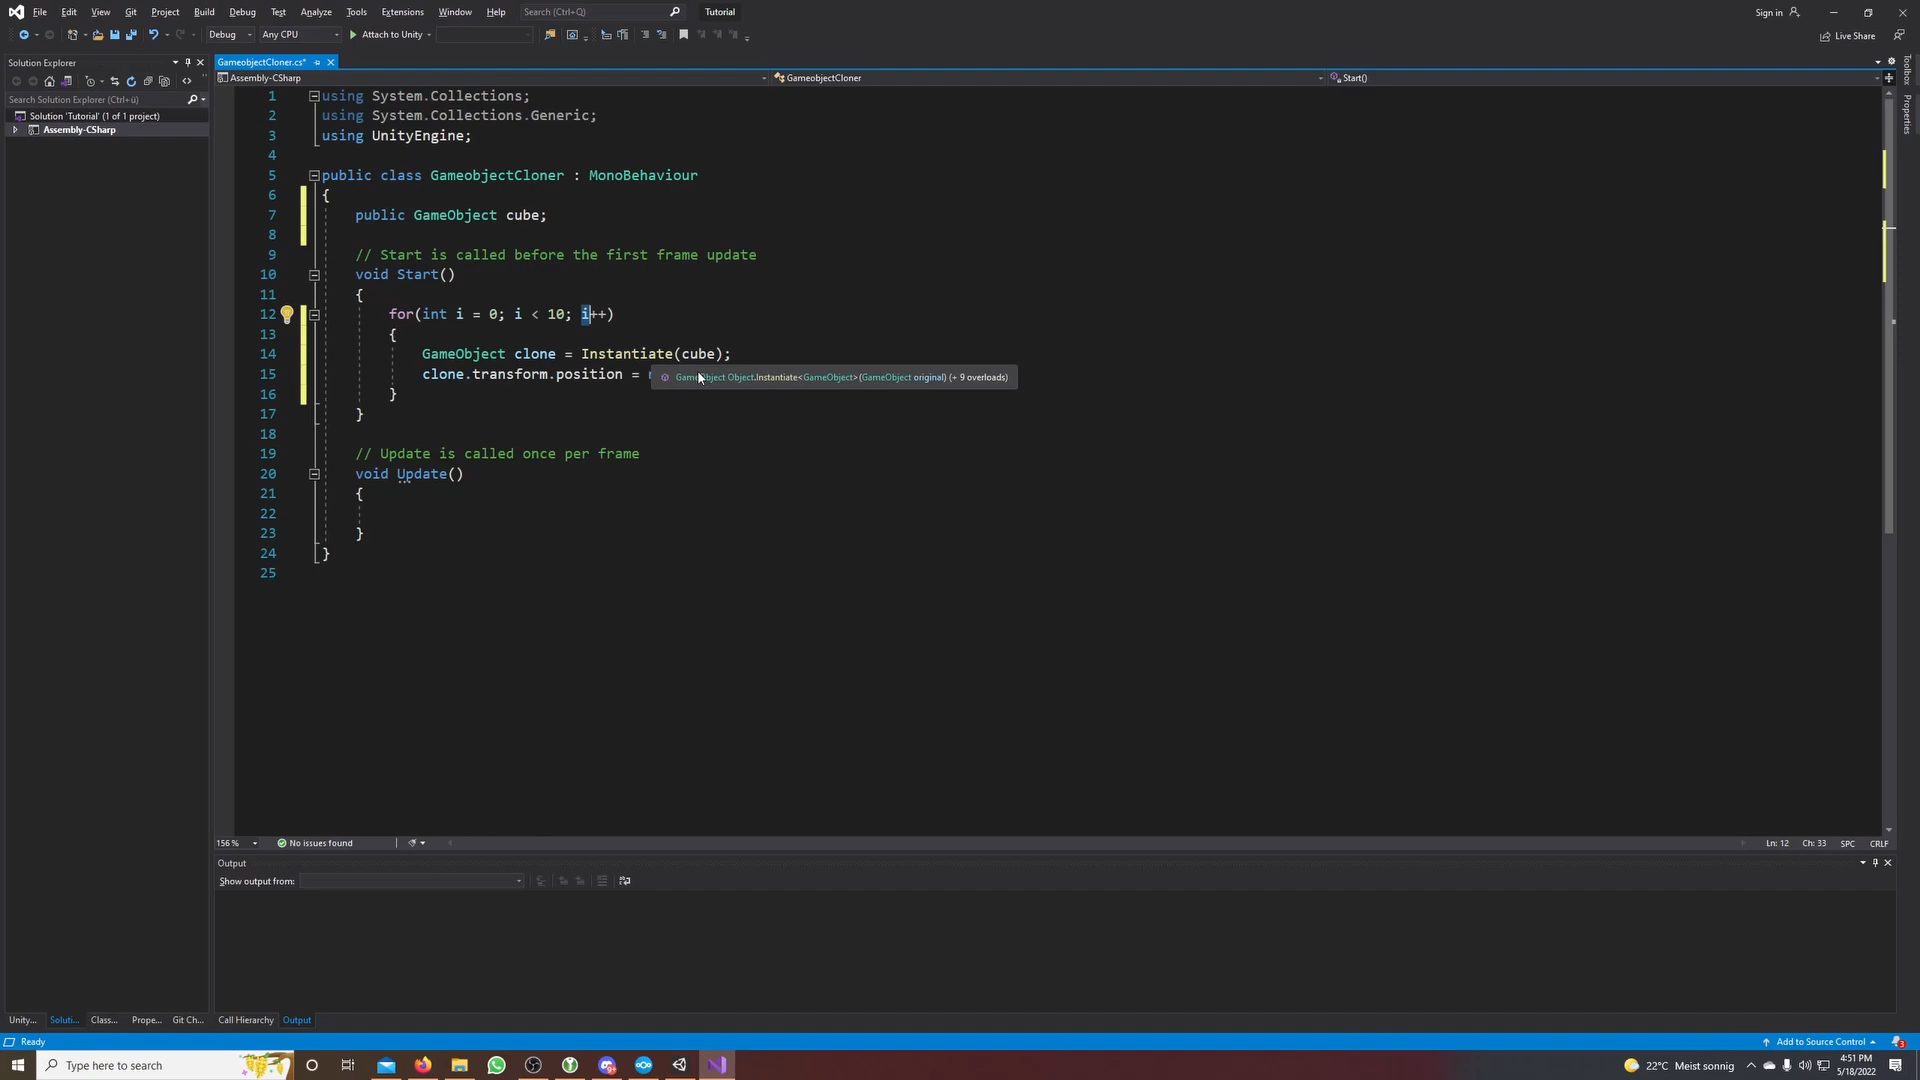 File Edit View Git Project Build Debug Test Analyze Tools Extensions Window Help Search (Ctrl+Q) Tutorial Sign in
Debug Any CPU Attach to Unity Live Share
Solution Explorer
Search Solution Explorer (Ctrl+ü)
Solution 'Tutorial' (1 of 1 project)
Assembly-CSharp
GameobjectCloner.cs*
Assembly-CSharp GameobjectCloner Start()
1 using System.Collections;
2 using System.Collections.Generic;
3 using UnityEngine;
4
5 public class GameobjectCloner : MonoBehaviour
6 {
7 public GameObject cube;
8
9 // Start is called before the first frame update
10 void Start()
11 {
12 for(int i = 0; i < 10; i++)
13 {
14 GameObject clone = Instantiate(cube);
15 clone.transform.position =
GameObject Object.Instantiate<GameObject>(GameObject original) (+ 9 overloads)
16 }
17 }
18
19 // Update is called once per frame
20 void Update()
21 {
22
23 }
24 }
25
Toolbox
Properties
156 % No issues found Ln: 12 Ch: 33 SPC CRLF
Output
Show output from:
Unity... Soluti... Class... Prope... Git Ch... Call Hierarchy Output
Ready Add to Source Control 3
Type here to search 9+ 22°C Meist sonnig 4:51 PM
5/18/2022